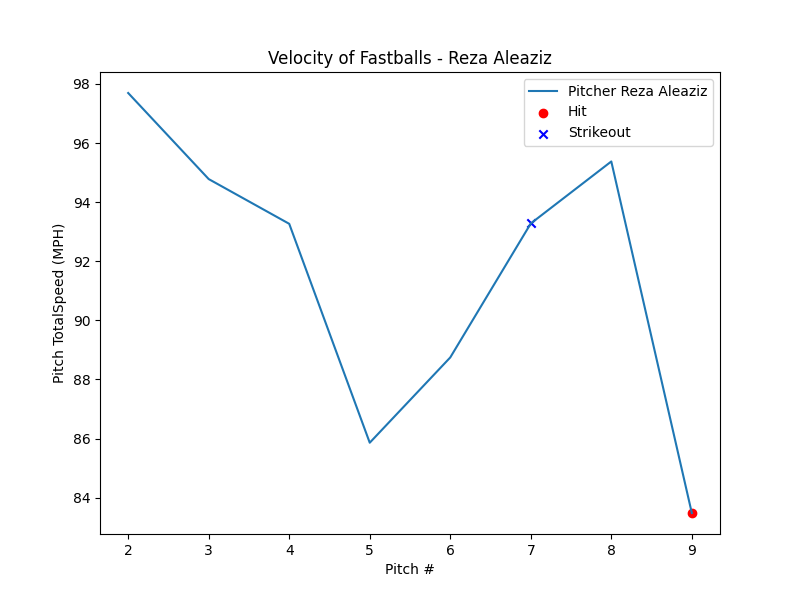 Velocity of Fastballs - Reza Aleaziz
Pitcher Reza Aleaziz
Hit
Strikeout
98
96
94
92
90
88
86
84
Pitch TotalSpeed (MPH)
2 3 4 5 6 7 8 9
Pitch #